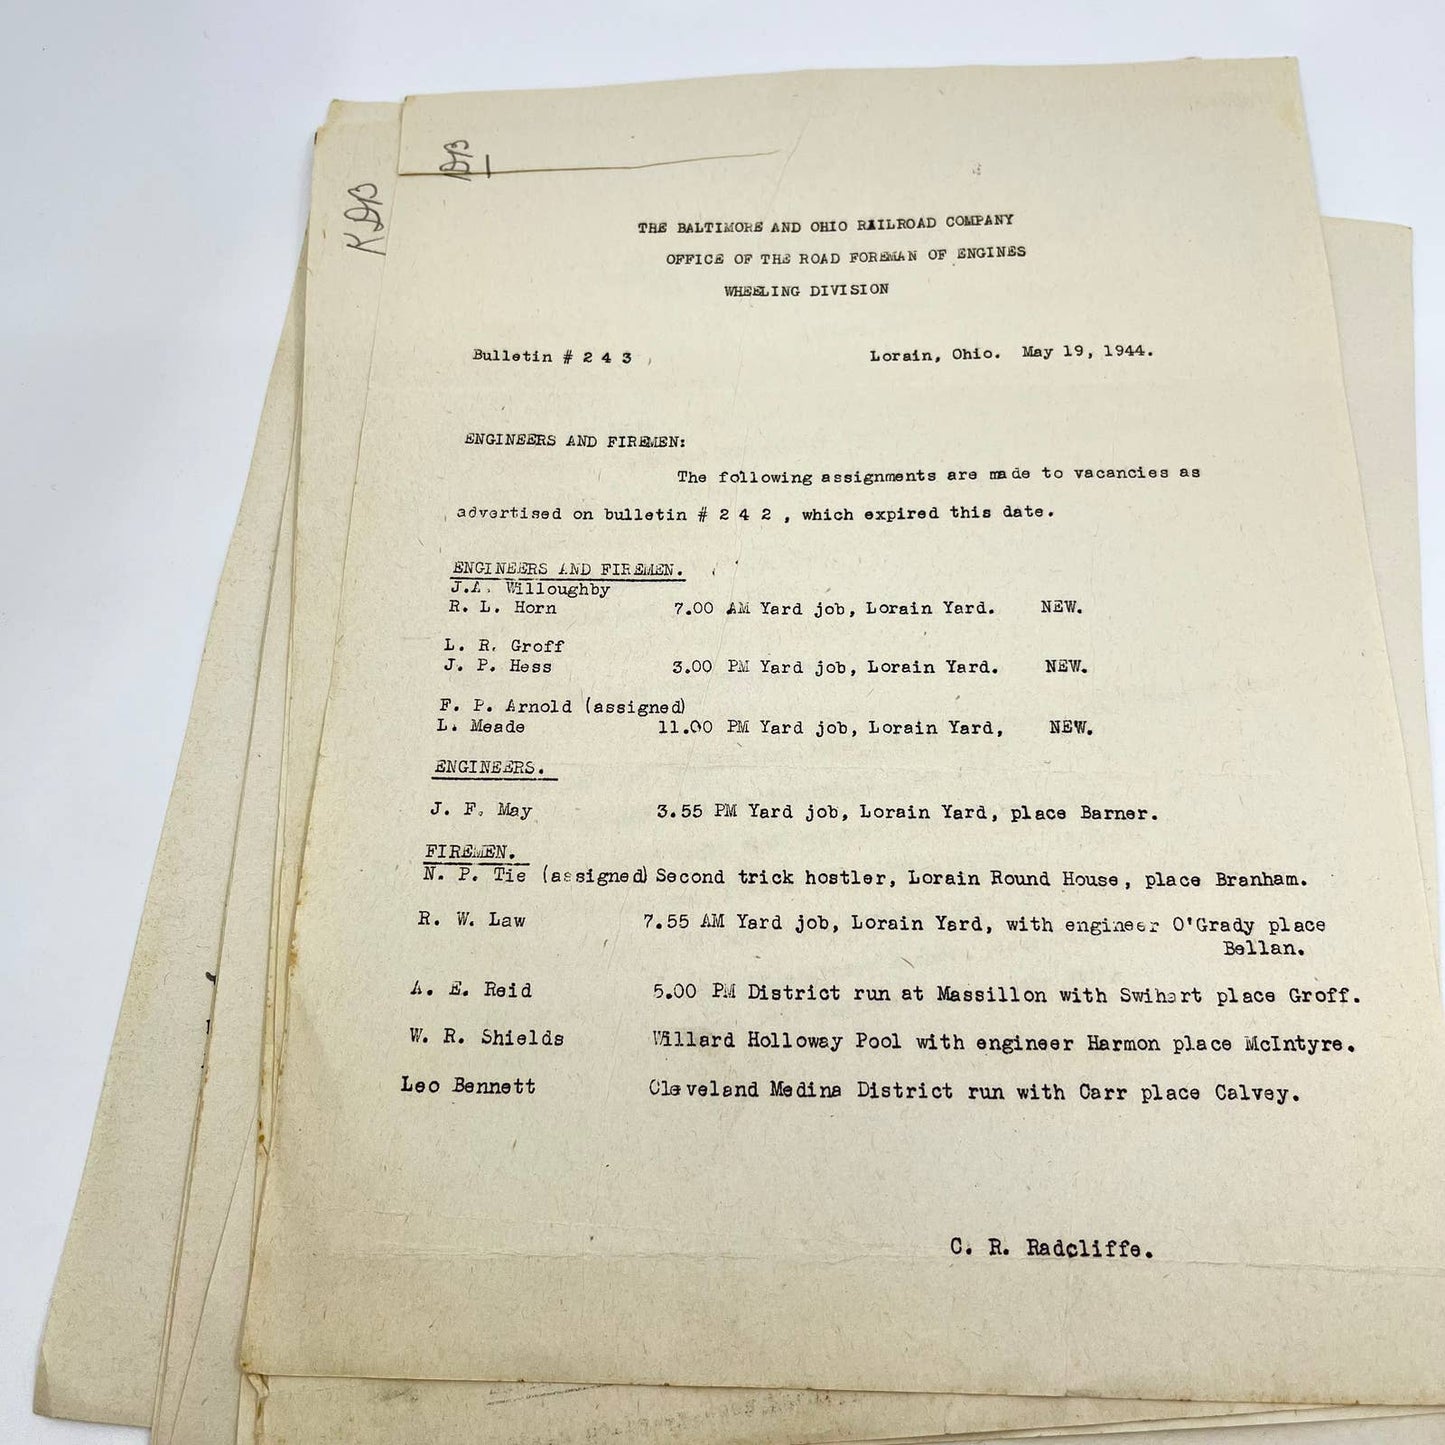 KDB
DB
THE BALTIMORE AND OHIO RAILROAD COMPANY
OFFICE OF THE ROAD FOREMAN OF ENGINES
WHEELING DIVISION
Bulletin # 2 4 3
Lorain, Ohio. May 19, 1944.
ENGINEERS AND FIREMEN:
The following assignments are made to vacancies as
advertised on bulletin # 2 4 2 , which expired this date.
ENGINEERS AND FIREMEN.
J.A. Willoughby
R. L. Horn 7.00 AM Yard job, Lorain Yard. NEW.
L. R. Groff
J. P. Hess 3.00 PM Yard job, Lorain Yard. NEW.
F. P. Arnold (assigned)
L. Meade 11.00 PM Yard job, Lorain Yard, NEW.
ENGINEERS.
J. F. May 3.55 PM Yard job, Lorain Yard, place Barner.
FIREMEN.
N. P. Tie (assigned) Second trick hostler, Lorain Round House, place Branham.
R. W. Law 7.55 AM Yard job, Lorain Yard, with engineer O'Grady place
Bellan.
A. E. Reid 5.00 PM District run at Massillon with Swihart place Groff.
W. R. Shields Willard Holloway Pool with engineer Harmon place McIntyre.
Leo Bennett Cleveland Medina District run with Carr place Calvey.
C. R. Radcliffe.